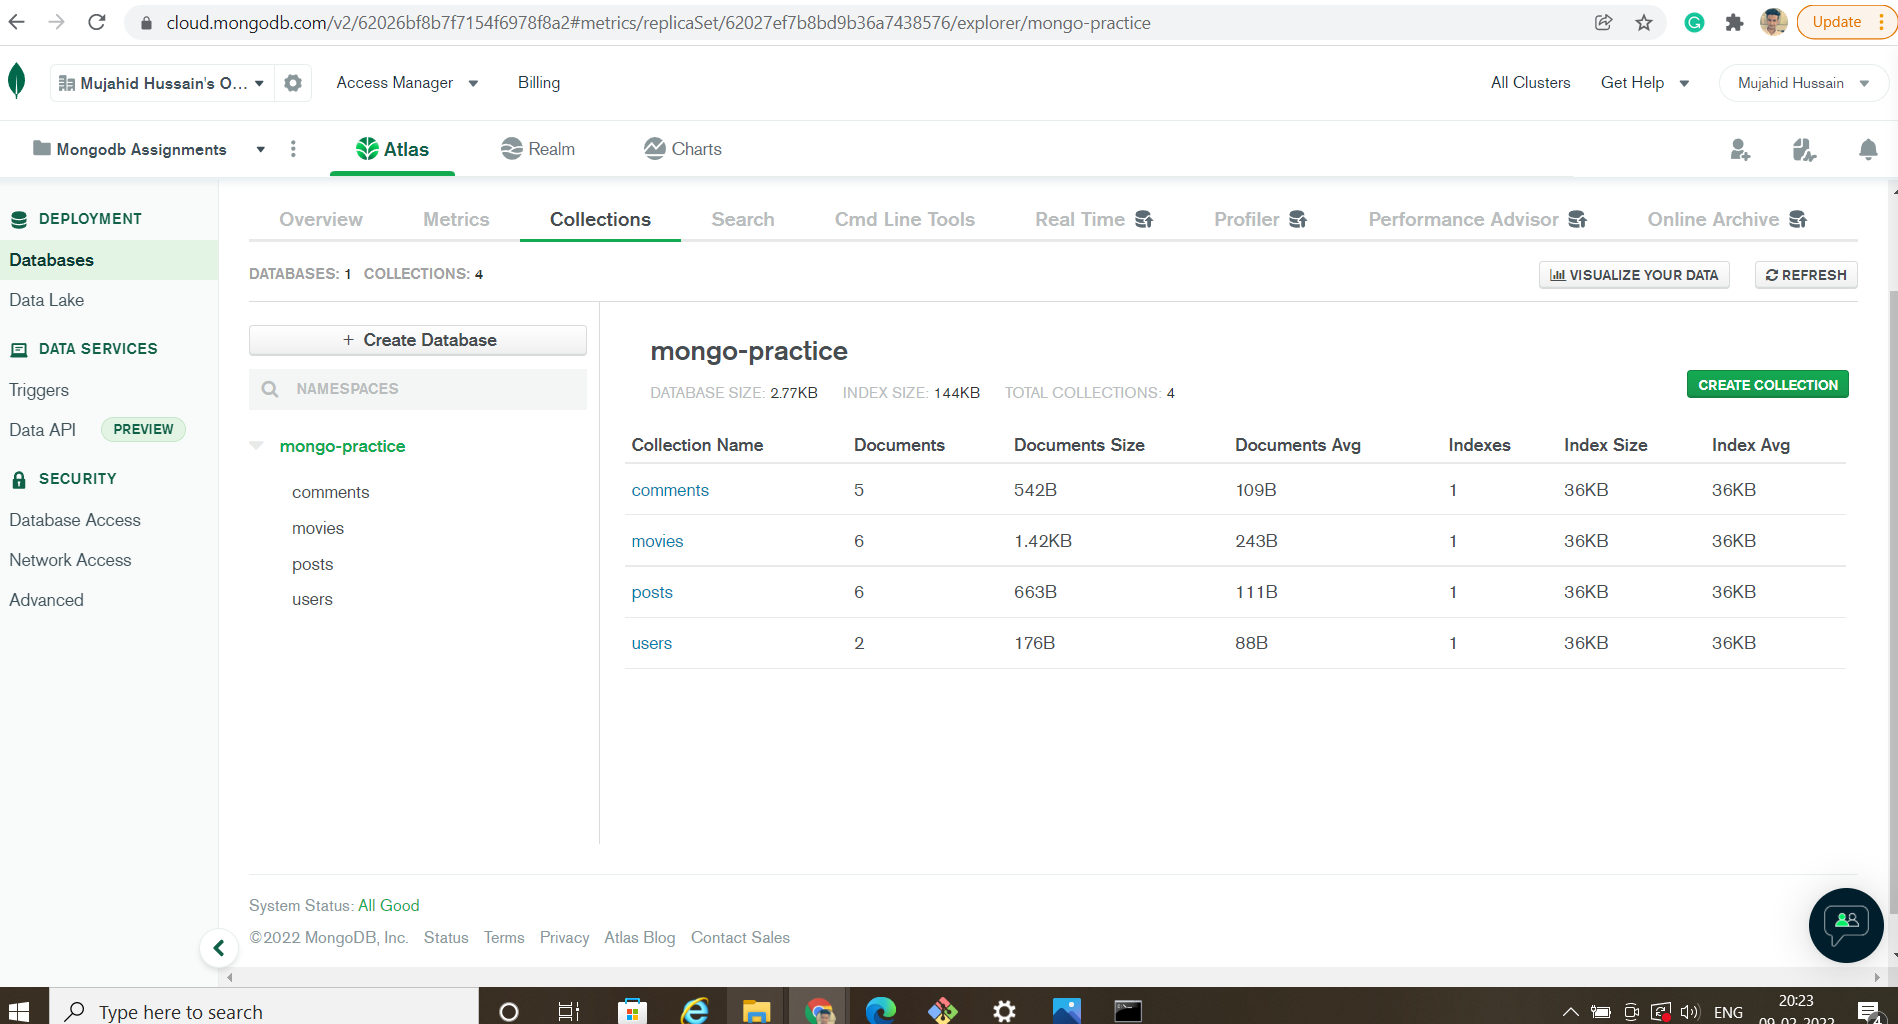 cloud.mongodb.com/v2/62026bf8b7f7154f6978f8a2#metrics/replicaSet/62027ef7b8bd9b36a7438576/explorer/mongo-practice
Update
Mujahid Hussain's O...
Access Manager
Billing
All Clusters
Get Help
Mujahid Hussain
Mongodb Assignments
Atlas
Realm
Charts
DEPLOYMENT
Databases
Data Lake
DATA SERVICES
Triggers
Data API PREVIEW
SECURITY
Database Access
Network Access
Advanced
Overview
Metrics
Collections
Search
Cmd Line Tools
Real Time
Profiler
Performance Advisor
Online Archive
DATABASES: 1 COLLECTIONS: 4
VISUALIZE YOUR DATA
REFRESH
+ Create Database
NAMESPACES
mongo-practice
comments
movies
posts
users
mongo-practice
DATABASE SIZE: 2.77KB INDEX SIZE: 144KB TOTAL COLLECTIONS: 4
CREATE COLLECTION
Collection Name Documents Documents Size Documents Avg Indexes Index Size Index Avg
comments 5 542B 109B 1 36KB 36KB
movies 6 1.42KB 243B 1 36KB 36KB
posts 6 663B 111B 1 36KB 36KB
users 2 176B 88B 1 36KB 36KB
System Status: All Good
©2022 MongoDB, Inc. Status Terms Privacy Atlas Blog Contact Sales
Type here to search
ENG
20:23
09-02-2022
4